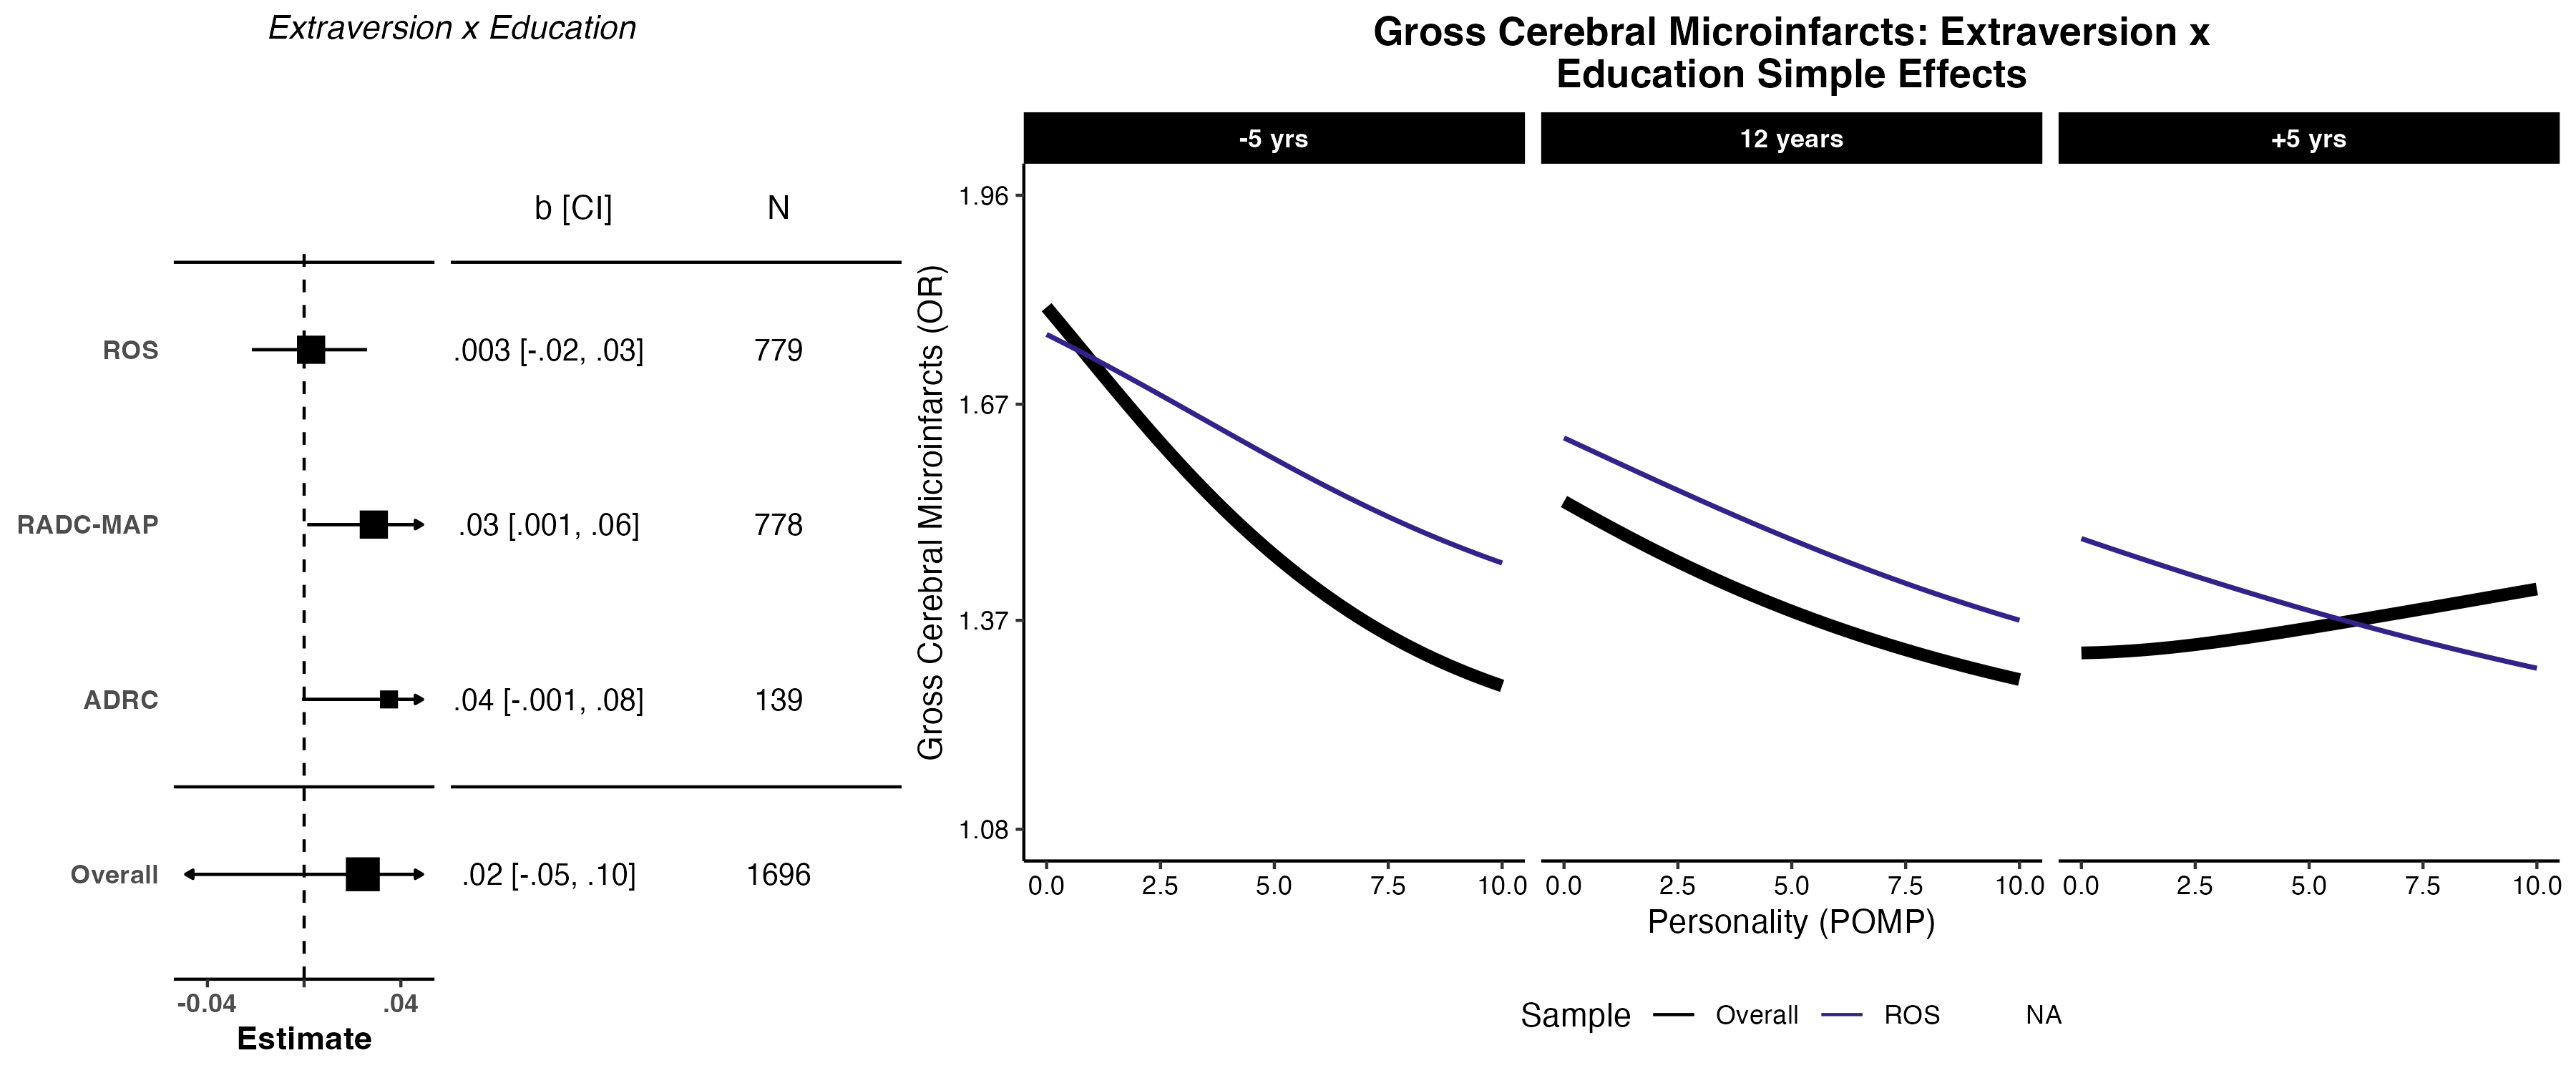 Extraversion x Education
b [CI] N
ROS .003 [-.02, .03] 779
RADC-MAP .03 [.001, .06] 778
ADRC .04 [-.001, .08] 139
Overall .02 [-.05, .10] 1696
-0.04 .04
Estimate
Gross Cerebral Microinfarcts: Extraversion x
Education Simple Effects
-5 yrs 12 years +5 yrs
Gross Cerebral Microinfarcts (OR)
1.96
1.67
1.37
1.08
0.0 2.5 5.0 7.5 10.0 0.0 2.5 5.0 7.5 10.0 0.0 2.5 5.0 7.5 10.0
Personality (POMP)
Sample Overall ROS NA